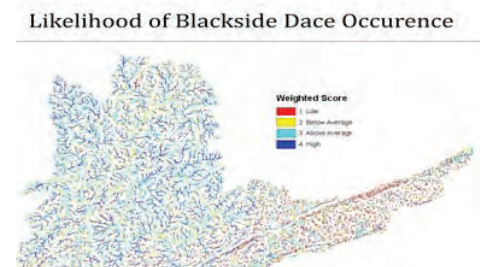 Likelihood of Blackside Dace Occurence
Weighted Score
1 Low
2 Below Average
3 Above Average
4 High